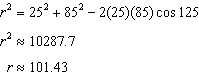 r² = 25² + 85² − 2(25)(85) cos 125
r² ≈ 10287.7
r ≈ 101.43